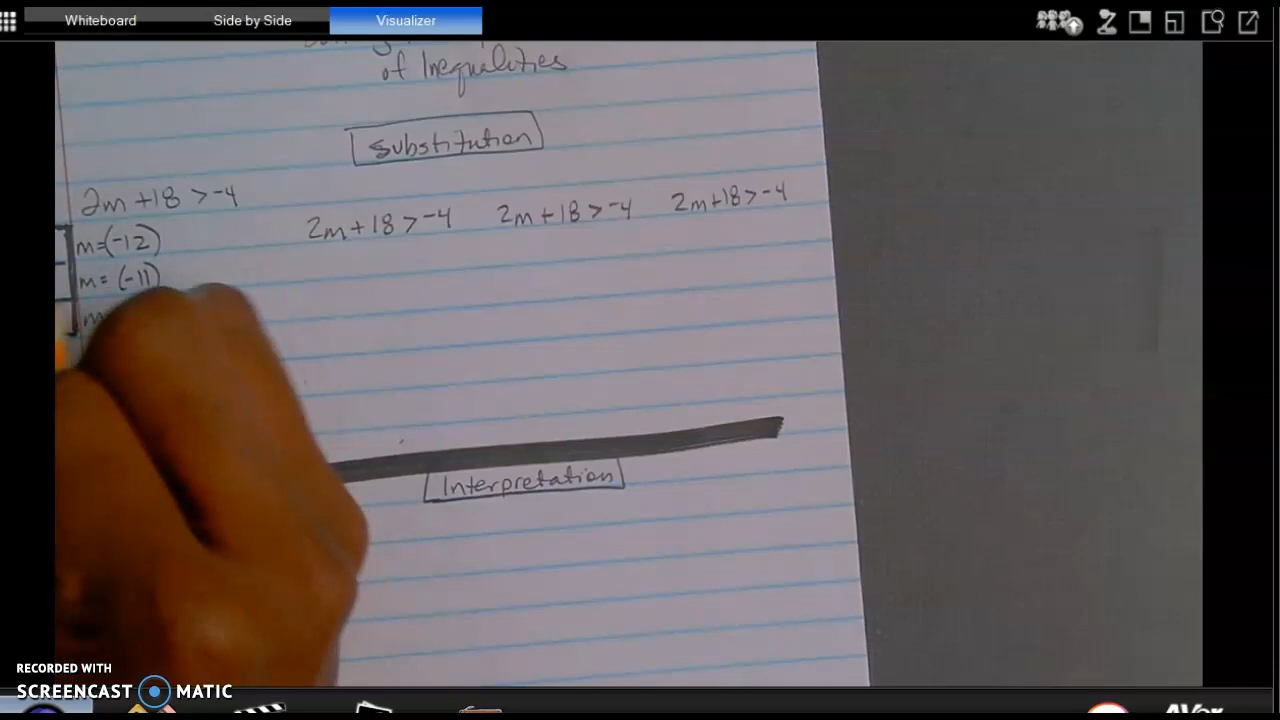 Whiteboard
Side by Side
Visualizer
of Inequalities
Substitution
2m +18 > -4
2m + 18 > -4
2m + 18 > -4
2m+18 > -4
m=(-12)
m= (-11)
m
Interpretation
RECORDED WITH
SCREENCAST MATIC
AVer